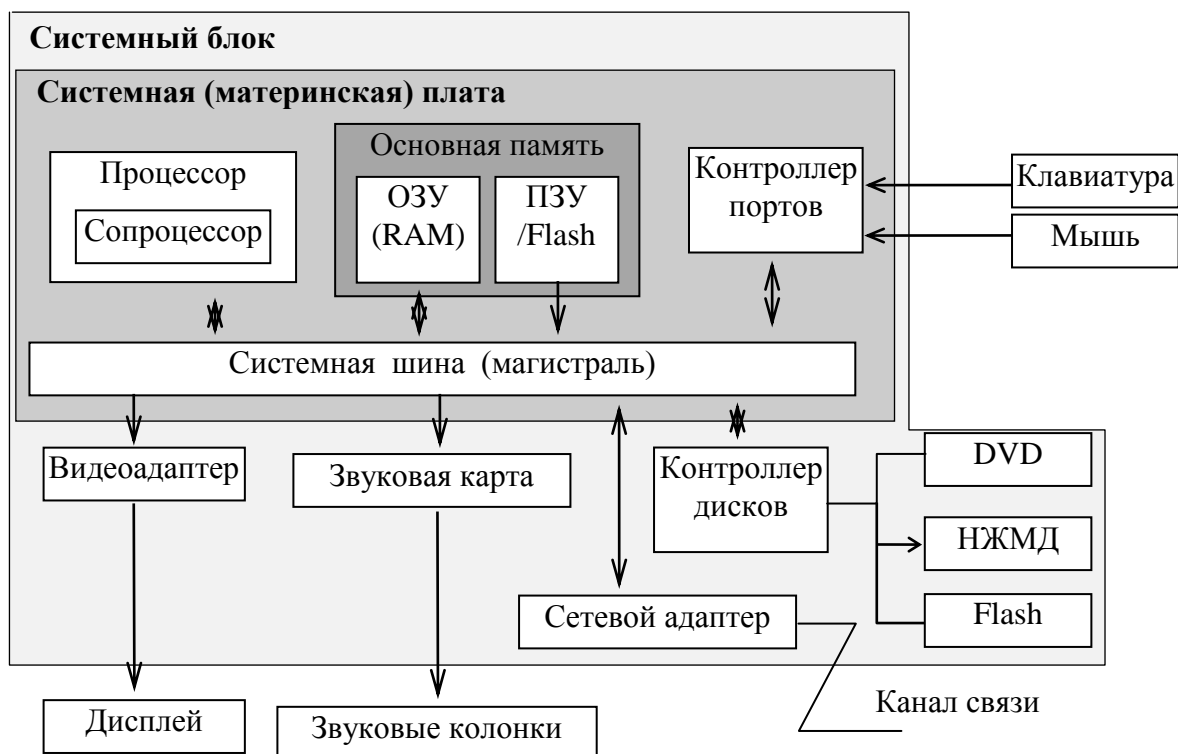 Системный блок
Системная (материнская) плата
Процессор
Сопроцессор
Основная память
ОЗУ
(RAM)
ПЗУ
/Flash
Контроллер
портов
Клавиатура
Мышь
Системная шина (магистраль)
Видеоадаптер
Звуковая карта
Контроллер
дисков
DVD
НЖМД
Flash
Сетевой адаптер
Канал связи
Дисплей
Звуковые колонки